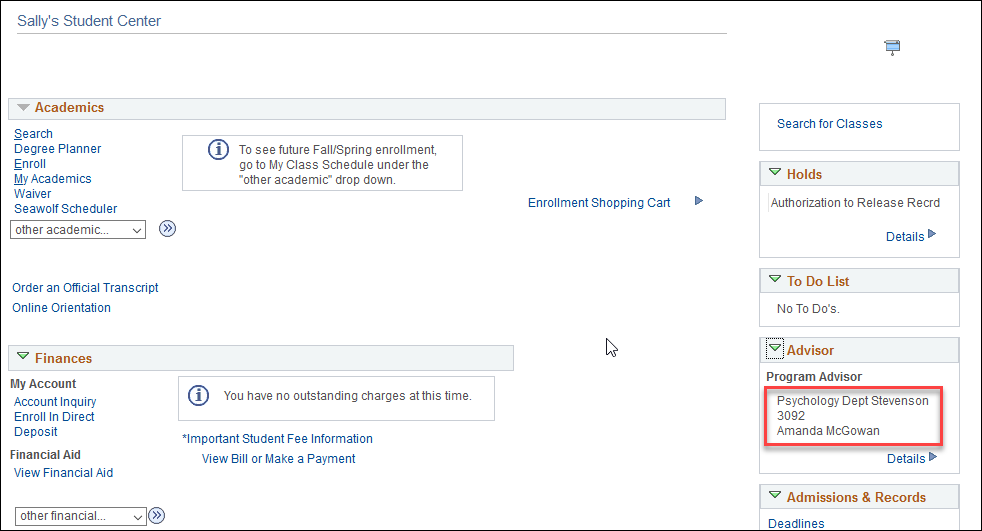 Sally's Student Center
Academics
Search
Degree Planner
Enroll
My Academics
Waiver
Seawolf Scheduler
other academic...
To see future Fall/Spring enrollment,
go to My Class Schedule under the
"other academic" drop down.
Enrollment Shopping Cart
Order an Official Transcript
Online Orientation
Finances
My Account
Account Inquiry
Enroll In Direct
Deposit
Financial Aid
View Financial Aid
other financial...
You have no outstanding charges at this time.
*Important Student Fee Information
View Bill or Make a Payment
Search for Classes
Holds
Authorization to Release Recrd
Details
To Do List
No To Do's.
Advisor
Program Advisor
Psychology Dept Stevenson
3092
Amanda McGowan
Details
Admissions & Records
Deadlines